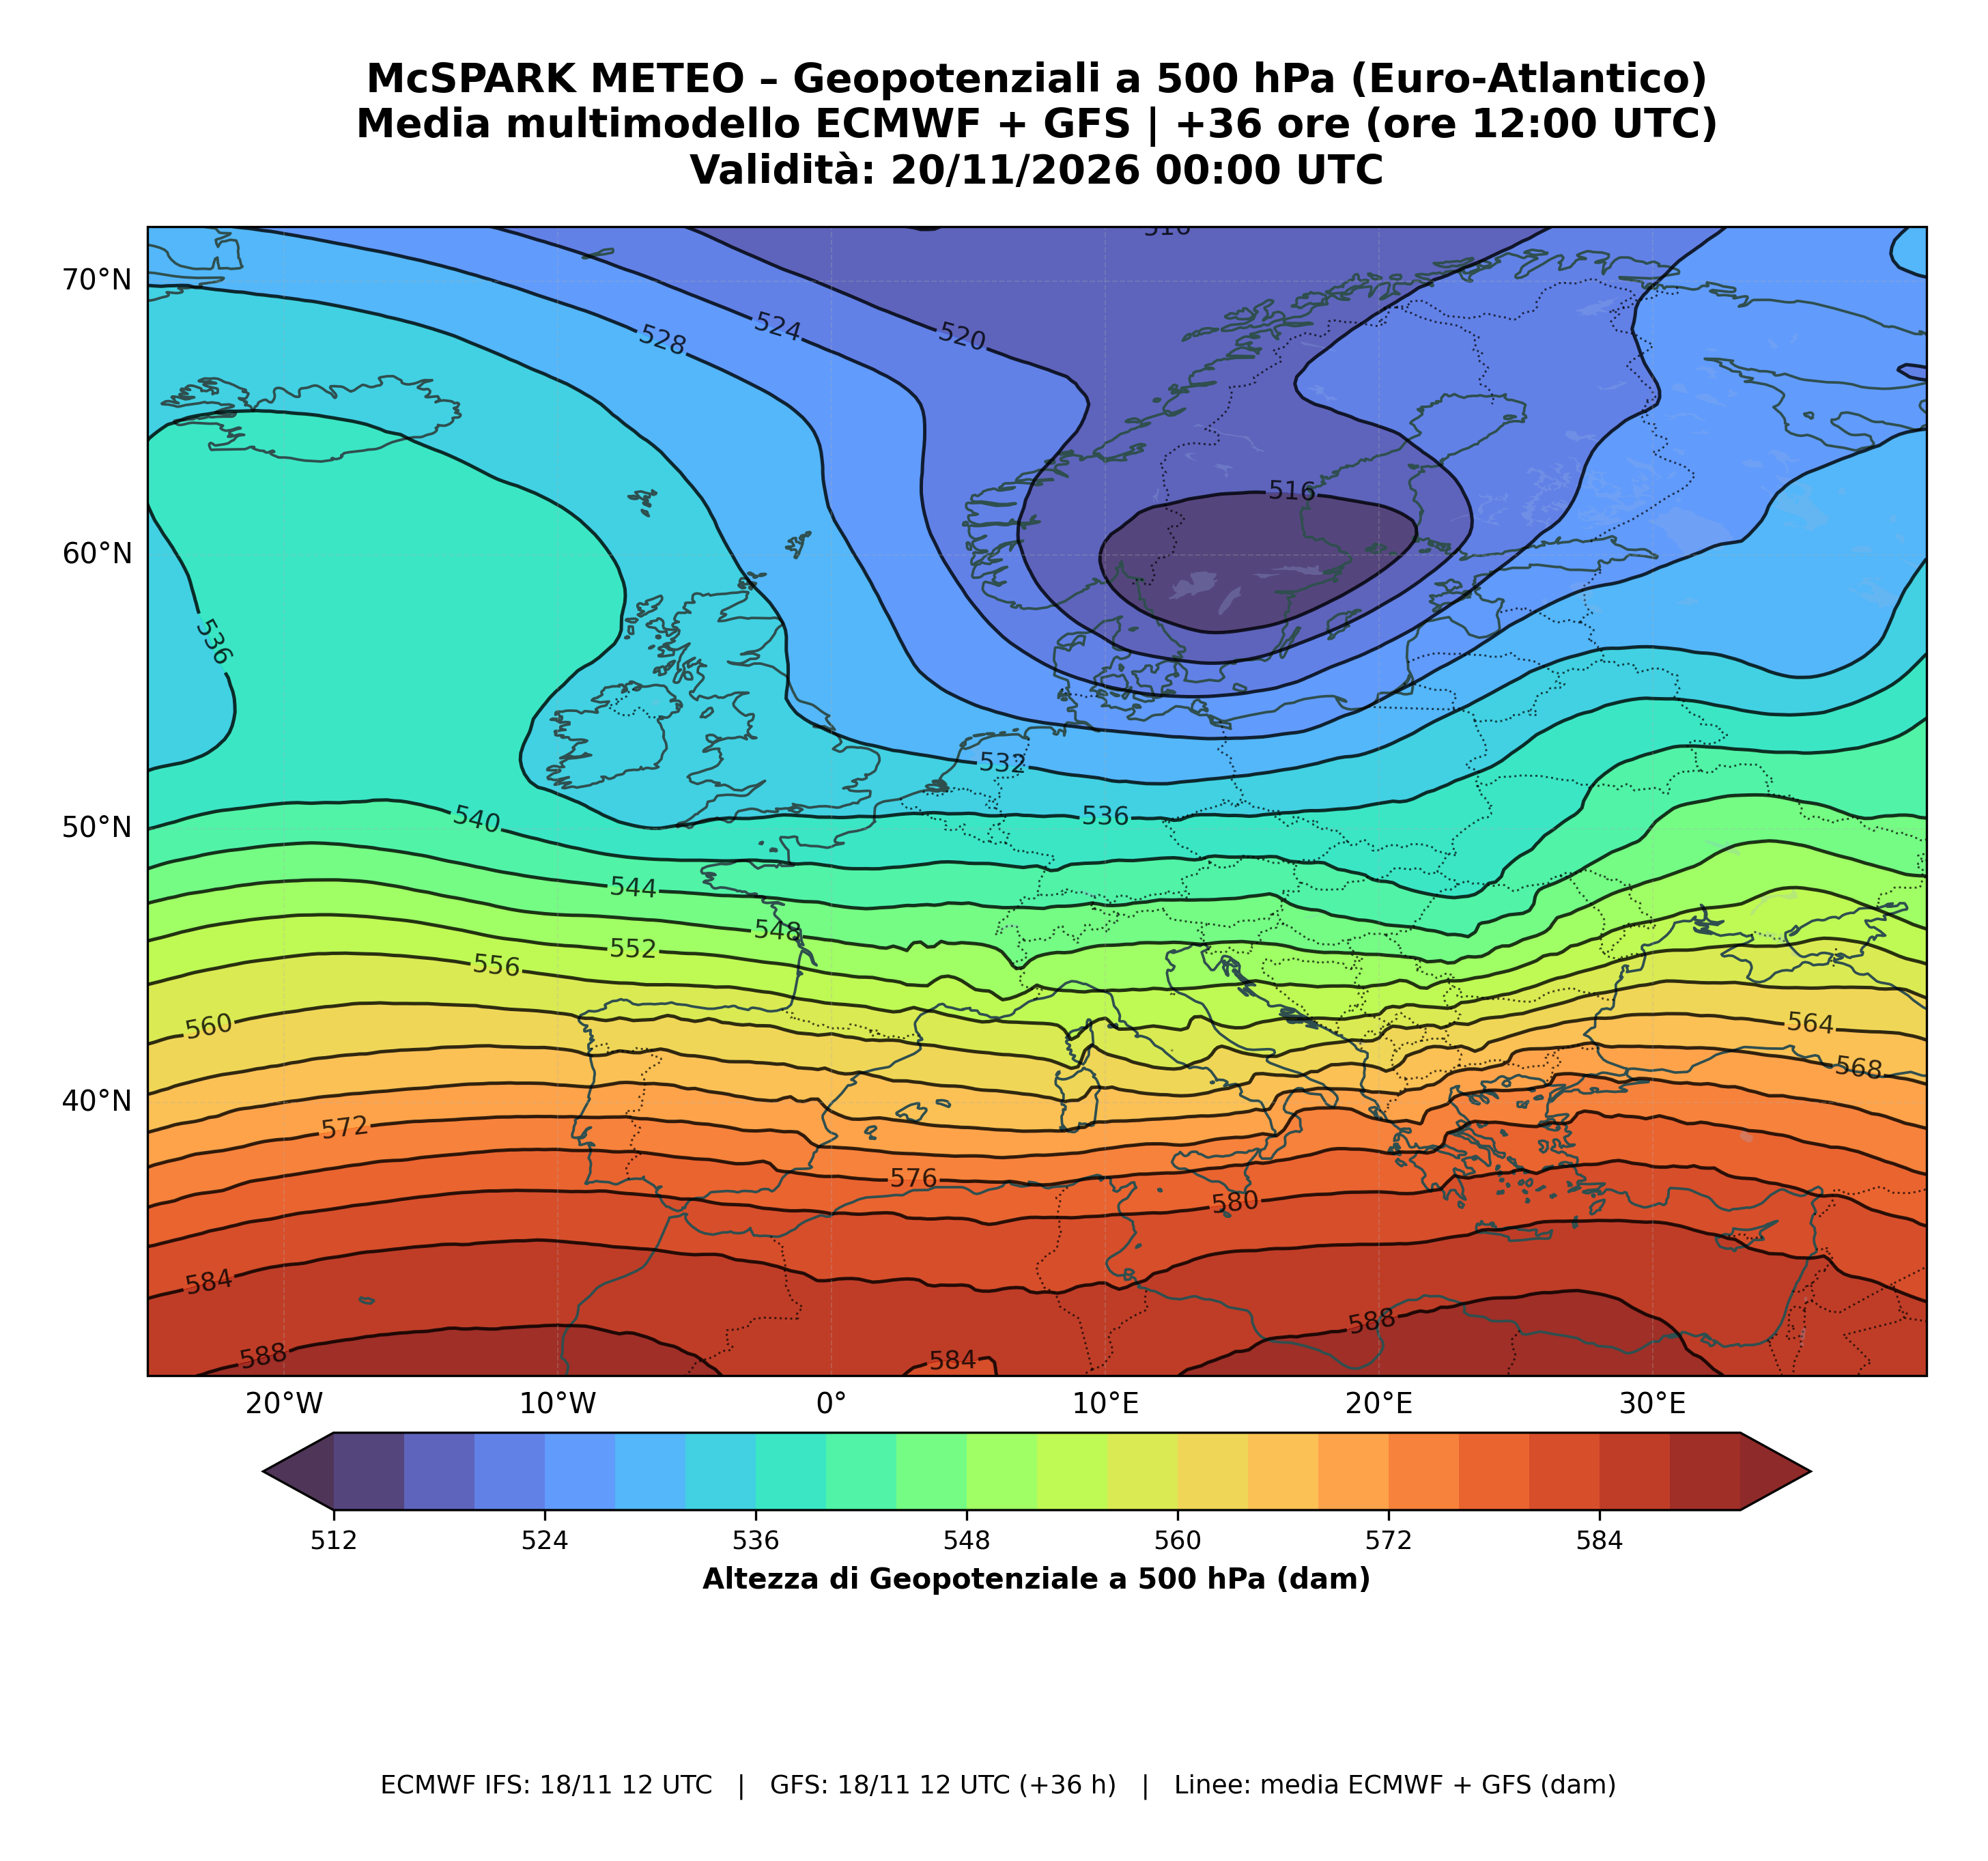 McSPARK METEO – Geopotenziali a 500 hPa (Euro-Atlantico)
Media multimodello ECMWF + GFS | +36 ore (ore 12:00 UTC)
Validità: 20/11/2026 00:00 UTC
516
70°N
528
524
520
516
60°N
536
532
536
540
50°N
544
548
552
556
560
564
568
40°N
572
576
580
584
588
588
584
20°W
10°W
0°
10°E
20°E
30°E
512
524
536
548
560
572
584
Altezza di Geopotenziale a 500 hPa (dam)
ECMWF IFS: 18/11 12 UTC | GFS: 18/11 12 UTC (+36 h) | Linee: media ECMWF + GFS (dam)